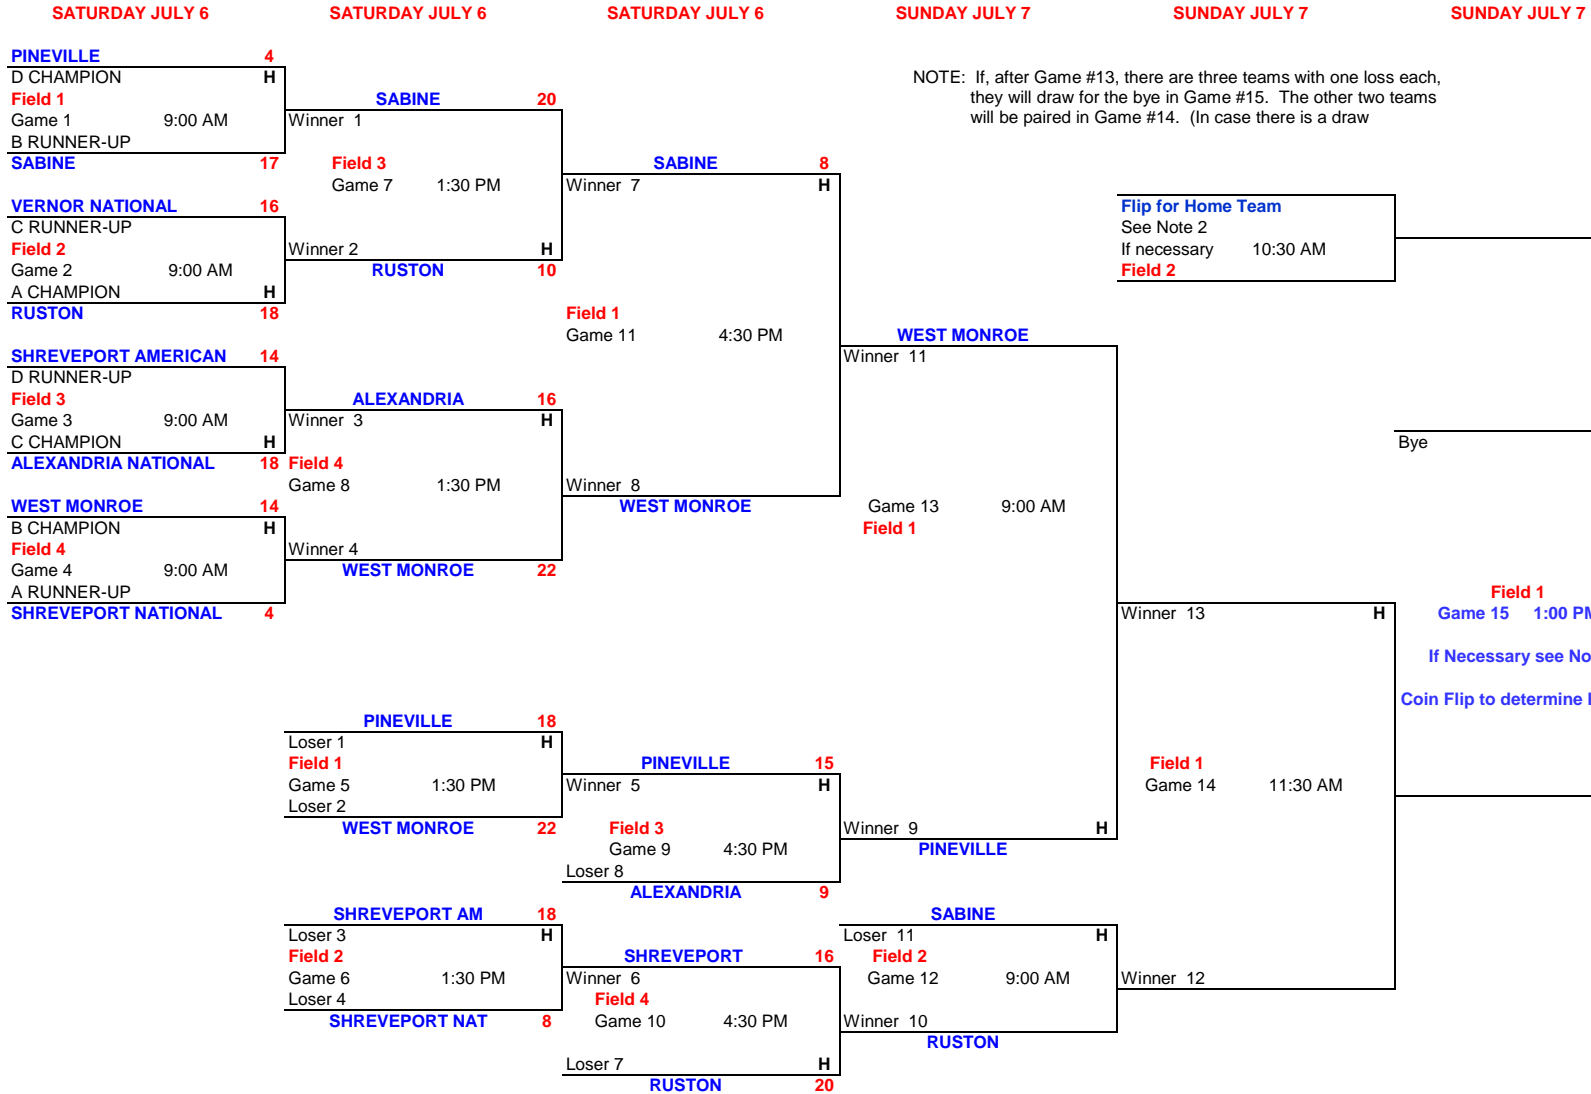 SATURDAY JULY 6 SATURDAY JULY 6 SATURDAY JULY 6 SUNDAY JULY 7 SUNDAY JULY 7 SUNDAY JULY 7
PINEVILLE 4
D CHAMPION H
Field 1
Game 1 9:00 AM
B RUNNER-UP
SABINE 17
VERNOR NATIONAL 16
C RUNNER-UP
Field 2
Game 2 9:00 AM
A CHAMPION H
RUSTON 18
SHREVEPORT AMERICAN 14
D RUNNER-UP
Field 3
Game 3 9:00 AM
C CHAMPION H
ALEXANDRIA NATIONAL 18
WEST MONROE 14
B CHAMPION H
Field 4
Game 4 9:00 AM
A RUNNER-UP
SHREVEPORT NATIONAL 4
SABINE 20
Winner 1
Field 3
Game 7 1:30 PM
Winner 2 H
RUSTON 10
ALEXANDRIA 16
Winner 3 H
Field 4
Game 8 1:30 PM
Winner 4
WEST MONROE 22
PINEVILLE 18
Loser 1 H
Field 1
Game 5 1:30 PM
Loser 2
WEST MONROE 22
SHREVEPORT AM 18
Loser 3 H
Field 2
Game 6 1:30 PM
Loser 4
SHREVEPORT NAT 8
SABINE 8
Winner 7 H
Field 1
Game 11 4:30 PM
Winner 8
WEST MONROE
PINEVILLE 15
Winner 5 H
Field 3
Game 9 4:30 PM
Loser 8
ALEXANDRIA 9
SHREVEPORT 16
Winner 6
Field 4
Game 10 4:30 PM
Loser 7 H
RUSTON 20
NOTE: If, after Game #13, there are three teams with one loss each,
they will draw for the bye in Game #15. The other two teams
will be paired in Game #14. (In case there is a draw
WEST MONROE
Winner 11
Game 13 9:00 AM
Field 1
Winner 9 H
PINEVILLE
SABINE
Loser 11 H
Field 2
Game 12 9:00 AM
Winner 10
RUSTON
Flip for Home Team
See Note 2
If necessary 10:30 AM
Field 2
Winner 13 H
Field 1
Game 14 11:30 AM
Winner 12
Bye
Field 1
Game 15 1:00 PM
If Necessary see
Coin Flip to determine